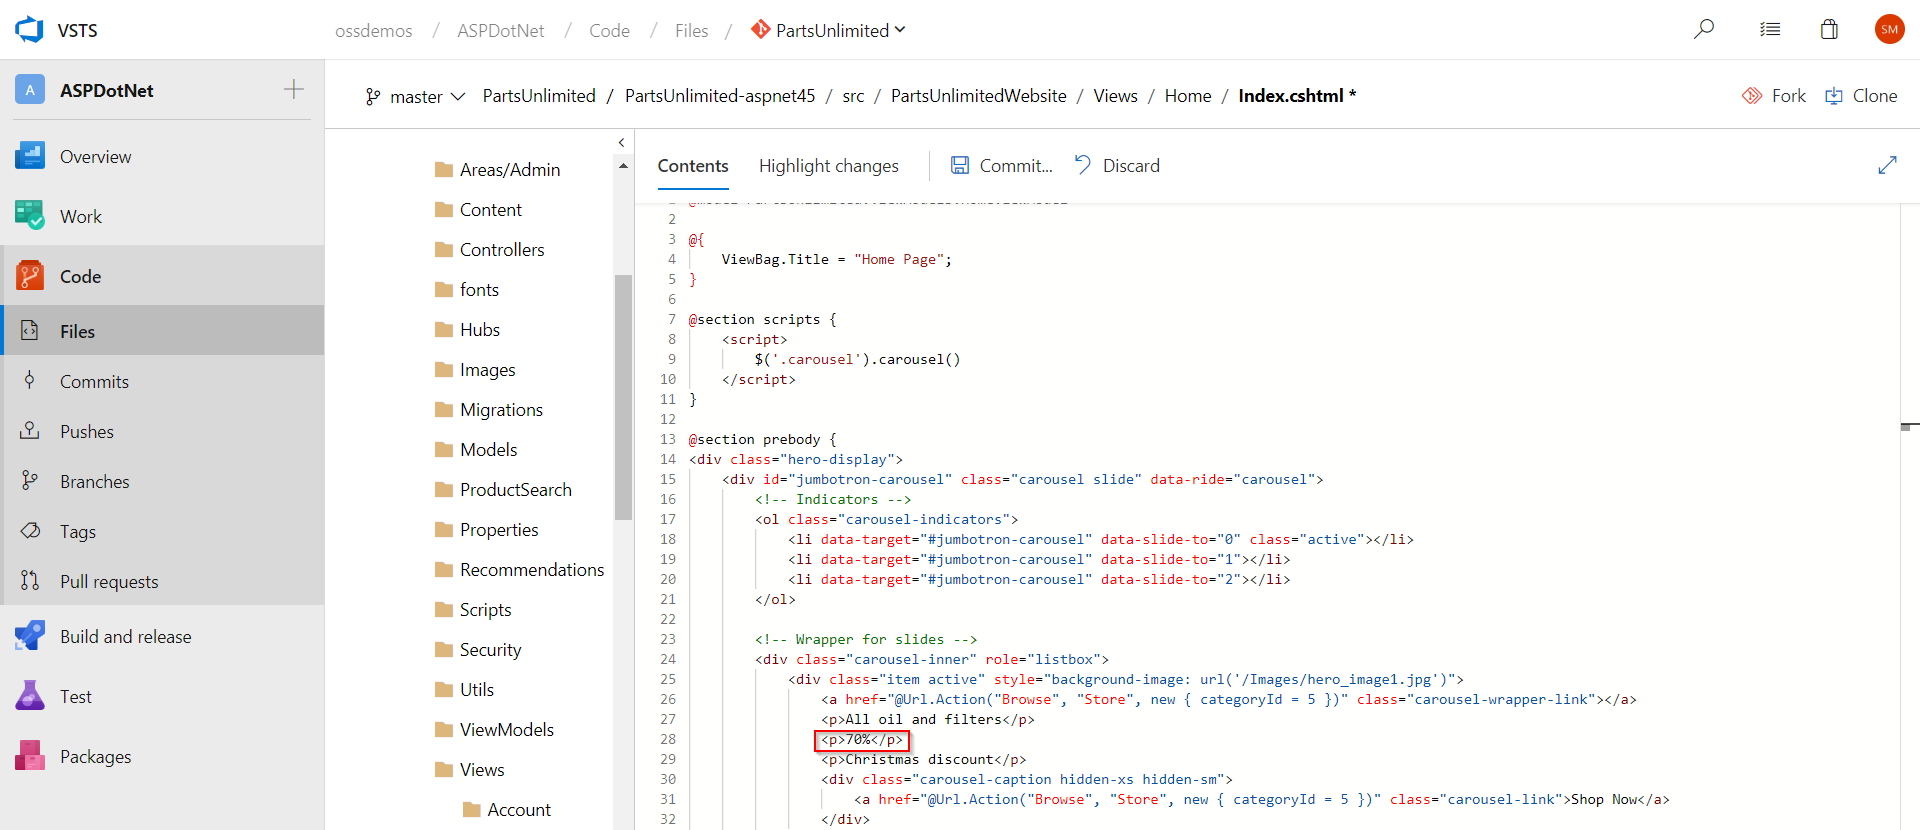 VSTS
ossdemos / ASPDotNet / Code / Files / PartsUnlimited
SM
A ASPDotNet
master PartsUnlimited / PartsUnlimited-aspnet45 / src / PartsUnlimitedWebsite / Views / Home / Index.cshtml *
Fork Clone
Overview
Work
Code
Files
Commits
Pushes
Branches
Tags
Pull requests
Build and release
Test
Packages
Areas/Admin
Content
Controllers
fonts
Hubs
Images
Migrations
Models
ProductSearch
Properties
Recommendations
Scripts
Security
Utils
ViewModels
Views
Account
Contents Highlight changes Commit... Discard
2
3 @{
4 ViewBag.Title = "Home Page";
5 }
6
7 @section scripts {
8 <script>
9 $('.carousel').carousel()
10 </script>
11 }
12
13 @section prebody {
14 <div class="hero-display">
15 <div id="jumbotron-carousel" class="carousel slide" data-ride="carousel">
16 <!-- Indicators -->
17 <ol class="carousel-indicators">
18 <li data-target="#jumbotron-carousel" data-slide-to="0" class="active"></li>
19 <li data-target="#jumbotron-carousel" data-slide-to="1"></li>
20 <li data-target="#jumbotron-carousel" data-slide-to="2"></li>
21 </ol>
22
23 <!-- Wrapper for slides -->
24 <div class="carousel-inner" role="listbox">
25 <div class="item active" style="background-image: url('/Images/hero_image1.jpg')">
26 <a href="@Url.Action("Browse", "Store", new { categoryId = 5 })" class="carousel-wrapper-link"></a>
27 <p>All oil and filters</p>
28 <p>70%</p>
29 <p>Christmas discount</p>
30 <div class="carousel-caption hidden-xs hidden-sm">
31 <a href="@Url.Action("Browse", "Store", new { categoryId = 5 })" class="carousel-link">Shop Now</a>
32 </div>